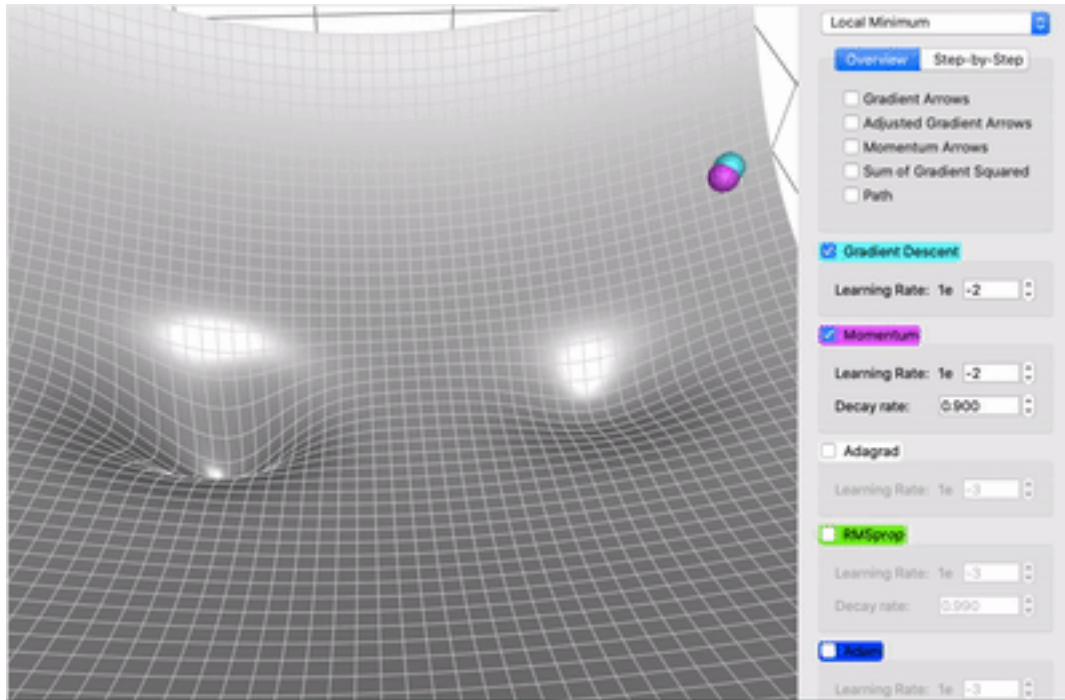 Local Minimum
Overview Step-by-Step
Gradient Arrows
Adjusted Gradient Arrows
Momentum Arrows
Sum of Gradient Squared
Path
Gradient Descent
Learning Rate: 1e -2
Momentum
Learning Rate: 1e -2
Decay rate: 0.900
Adagrad
Learning Rate: 1e -3
RMSprop
Learning Rate: 1e -3
Decay rate: 0.990
Adam
Learning Rate: 1e -3